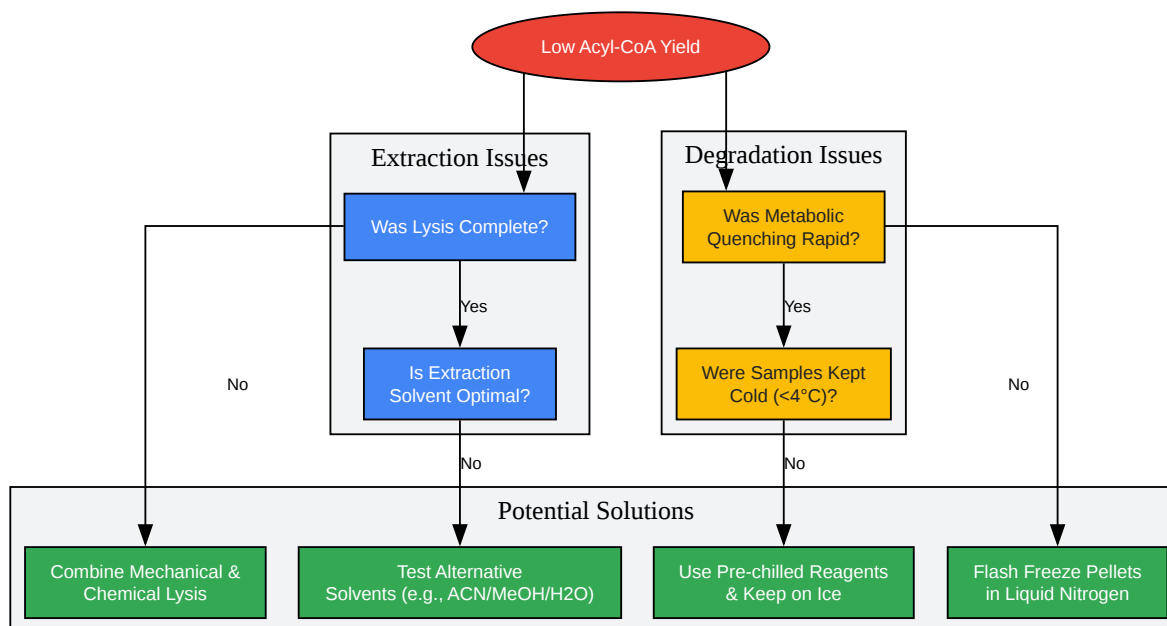 Low Acyl-CoA Yield
Extraction Issues
Degradation Issues
Was Lysis Complete?
Was Metabolic
Quenching Rapid?
Yes
Yes
Is Extraction
Solvent Optimal?
Were Samples Kept
Cold (<4°C)?
No
No
No
No
Potential Solutions
Combine Mechanical &
Chemical Lysis
Test Alternative
Solvents (e.g., ACN/MeOH/H2O)
Use Pre-chilled Reagents
& Keep on Ice
Flash Freeze Pellets
in Liquid Nitrogen